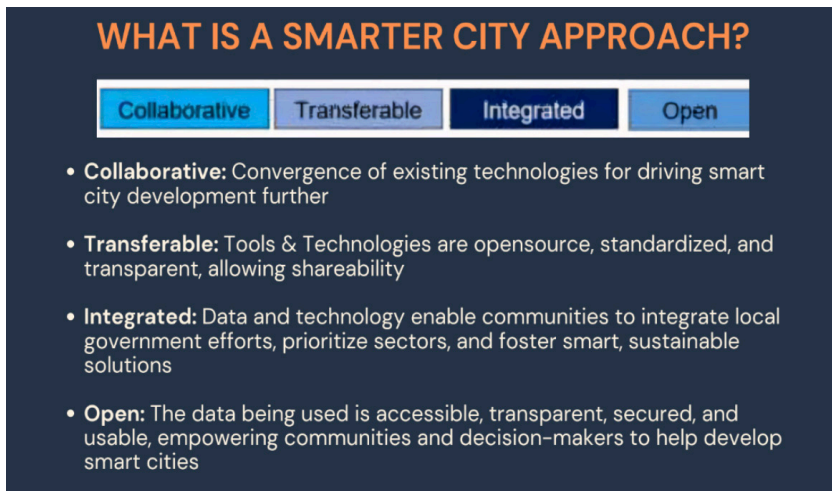 WHAT IS A SMARTER CITY APPROACH?
Collaborative Transferable Integrated Open
• Collaborative: Convergence of existing technologies for driving smart
city development further
• Transferable: Tools & Technologies are opensource, standardized, and
transparent, allowing shareability
• Integrated: Data and technology enable communities to integrate local
government efforts, prioritize sectors, and foster smart, sustainable
solutions
• Open: The data being used is accessible, transparent, secured, and
usable, empowering communities and decision-makers to help develop
smart cities